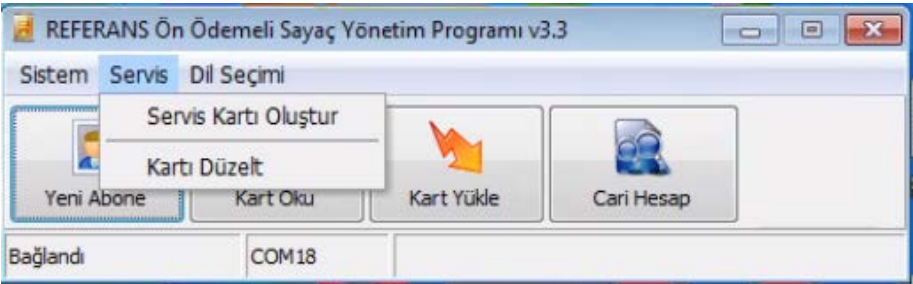 REFERANS Ön Ödemeli Sayaç Yönetim Programı v3.3
Sistem Servis Dil Seçimi
Servis Kartı Oluştur
Kartı Düzelt
Yeni Abone Kart Oku Kart Yükle Cari Hesap
Bağlandı COM18